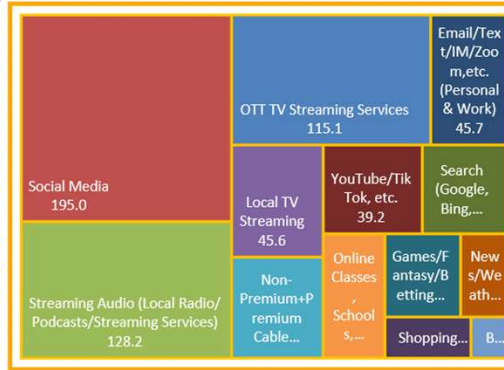 Social Media
195.0
Streaming Audio (Local Radio/
Podcasts/Streaming Services)
128.2
OTT TV Streaming Services
115.1
Email/Tex
t/IM/Zoo
m,etc.
(Personal
& Work)
45.7
Local TV
Streaming
45.6
YouTube/Tik
Tok, etc.
39.2
Search
(Google,
Bing,...
Non-
Premium+P
remium
Cable...
Online
Classes
,
Schools
,...
Games/F
antasy/B
etting...
New
s/We
ath...
Shopping...
B...